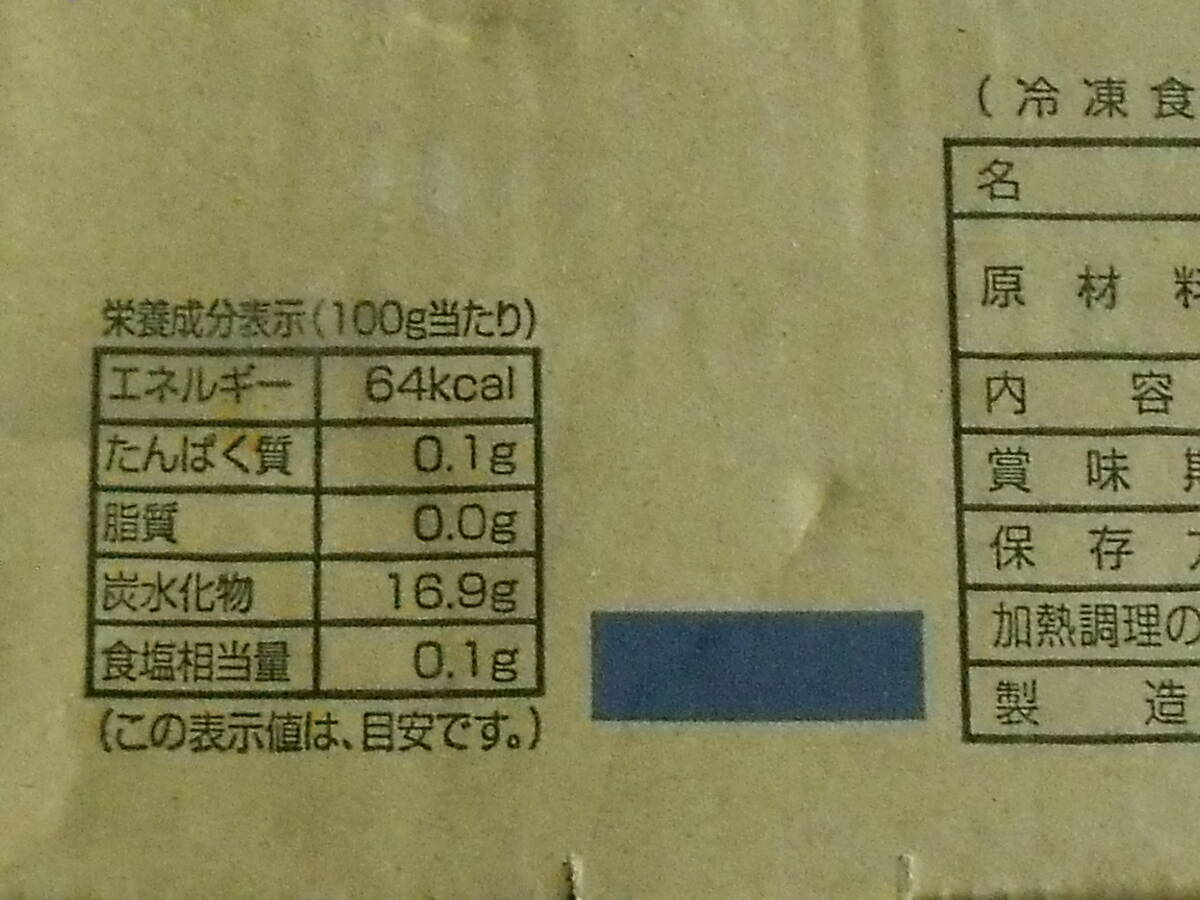 栄養成分表示(100g当たり)
エネルギー 64kcal
たんぱく質 0.1g
脂質 0.0g
炭水化物 16.9g
食塩相当量 0.1g
(この表示値は、目安です。)
(冷凍食
名
原材料
内容
賞味期
保存方
加熱調理の
製造